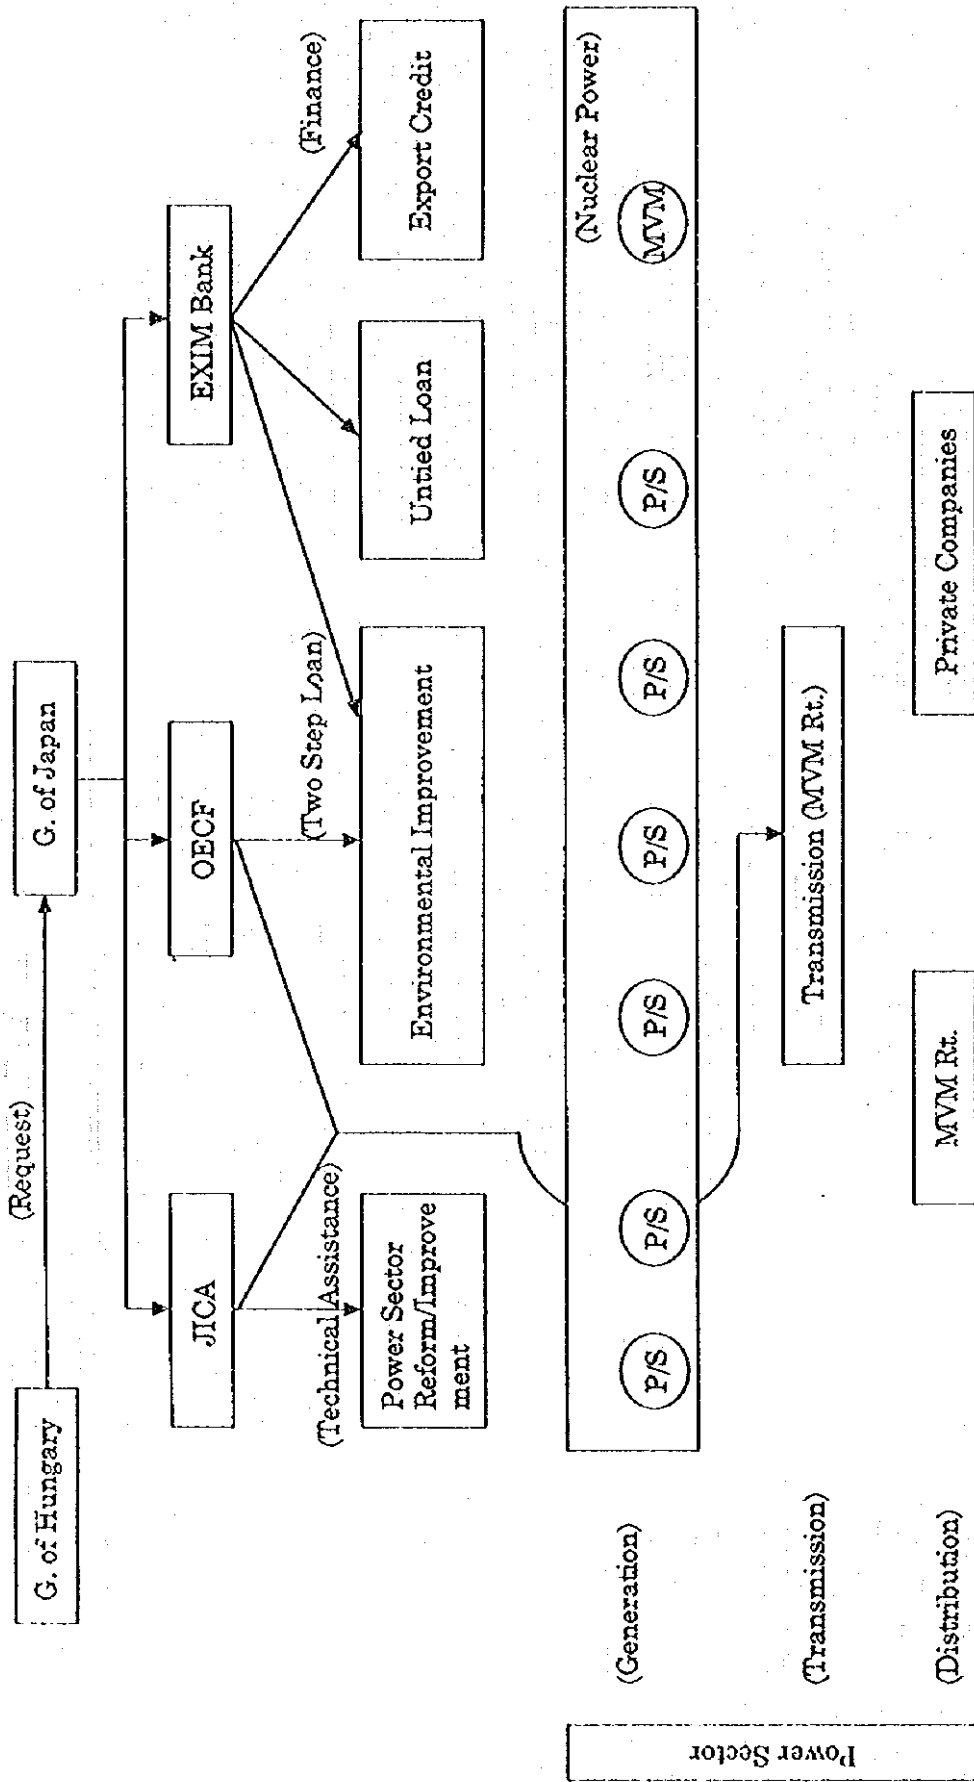 (Request)
G. of Hungary
G. of Japan
JICA
OECF
EXIM Bank
(Technical Assistance)
(Two Step Loan)
(Finance)
Power Sector
Reform/Improve
ment
Environmental Improvement
Untied Loan
Export Credit
(Nuclear Power)
(Generation)
P/S
P/S
P/S
P/S
P/S
P/S
MVM
(Transmission)
Transmission (MVM Rt.)
(Distribution)
MVM Rt.
Private Companies
Power Sector